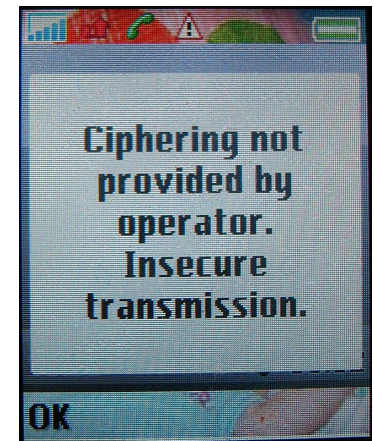 Ciphering not
provided by
operator.
Insecure
transmission.
OK